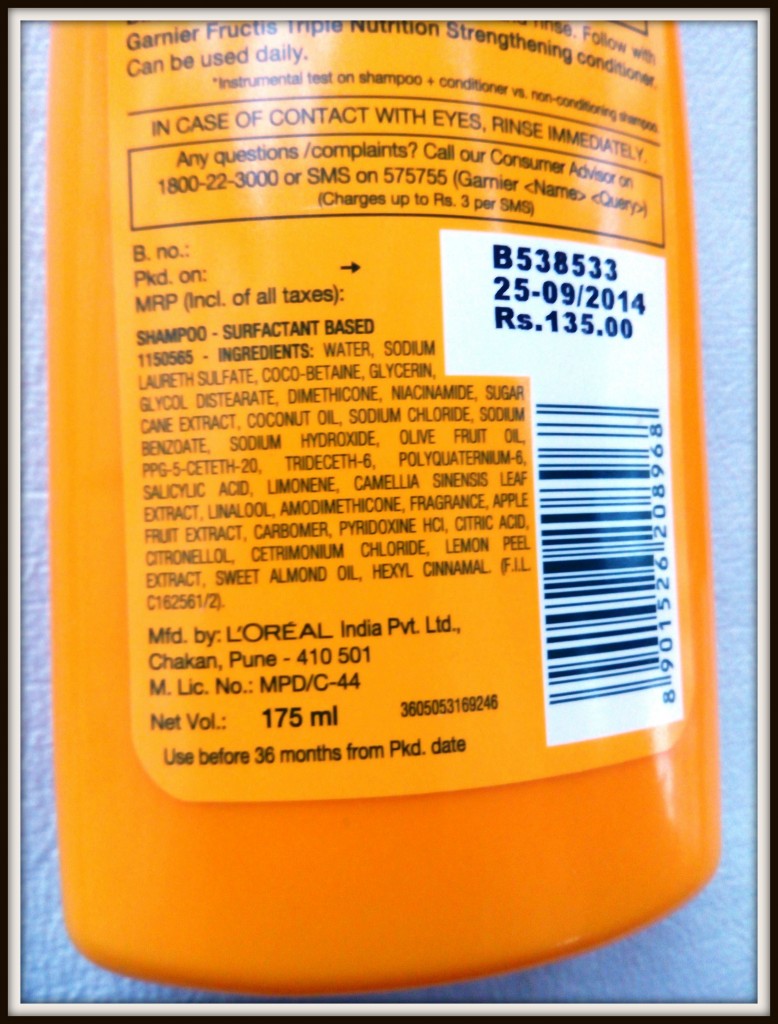 rinse. Follow with
Garnier Fructis Triple Nutrition Strengthening conditioner.
Can be used daily.
*Instrumental test on shampoo + conditioner vs. non-conditioning shampoo.
IN CASE OF CONTACT WITH EYES, RINSE IMMEDIATELY.
Any questions /complaints? Call our Consumer Advisor on
1800-22-3000 or SMS on 575755 (Garnier <Name> <Query>)
(Charges up to Rs. 3 per SMS)
B. no.:
Pkd. on: →
MRP (Incl. of all taxes):
B538533
25-09/2014
Rs.135.00
SHAMPOO - SURFACTANT BASED
1150565 - INGREDIENTS: WATER, SODIUM
LAURETH SULFATE, COCO-BETAINE, GLYCERIN,
GLYCOL DISTEARATE, DIMETHICONE, NIACINAMIDE, SUGAR
CANE EXTRACT, COCONUT OIL, SODIUM CHLORIDE, SODIUM
BENZOATE, SODIUM HYDROXIDE, OLIVE FRUIT OIL,
PPG-5-CETETH-20, TRIDECETH-6, POLYQUATERNIUM-6,
SALICYLIC ACID, LIMONENE, CAMELLIA SINENSIS LEAF
EXTRACT, LINALOOL, AMODIMETHICONE, FRAGRANCE, APPLE
FRUIT EXTRACT, CARBOMER, PYRIDOXINE HCI, CITRIC ACID,
CITRONELLOL, CETRIMONIUM CHLORIDE, LEMON PEEL
EXTRACT, SWEET ALMOND OIL, HEXYL CINNAMAL. (F.I.L.
C162561/2).
Mfd. by: L'ORÉAL India Pvt. Ltd.,
Chakan, Pune - 410 501
M. Lic. No.: MPD/C-44
Net Vol.: 175 ml 3605053169246
Use before 36 months from Pkd. date
8901526208968